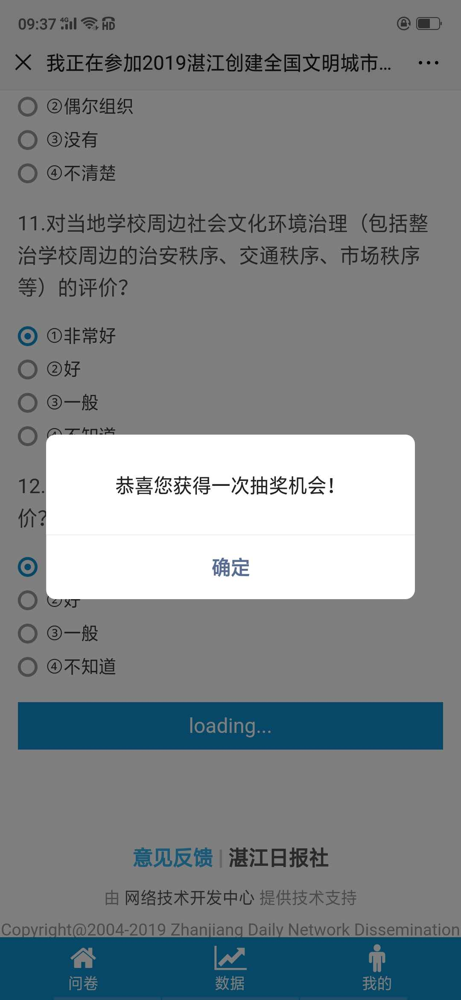 09:37 4G HD
我正在参加2019湛江创建全国文明城市...
②偶尔组织
③没有
④不清楚
11.对当地学校周边社会文化环境治理（包括整
治学校周边的治安秩序、交通秩序、市场秩序
等）的评价？
①非常好
②好
③一般
④不知道
12.
价？
恭喜您获得一次抽奖机会！
确定
②好
③一般
④不知道
loading...
意见反馈 | 湛江日报社
由 网络技术开发中心 提供技术支持
Copyright@2004-2019 Zhanjiang Daily Network Dissemination
问卷 数据 我的